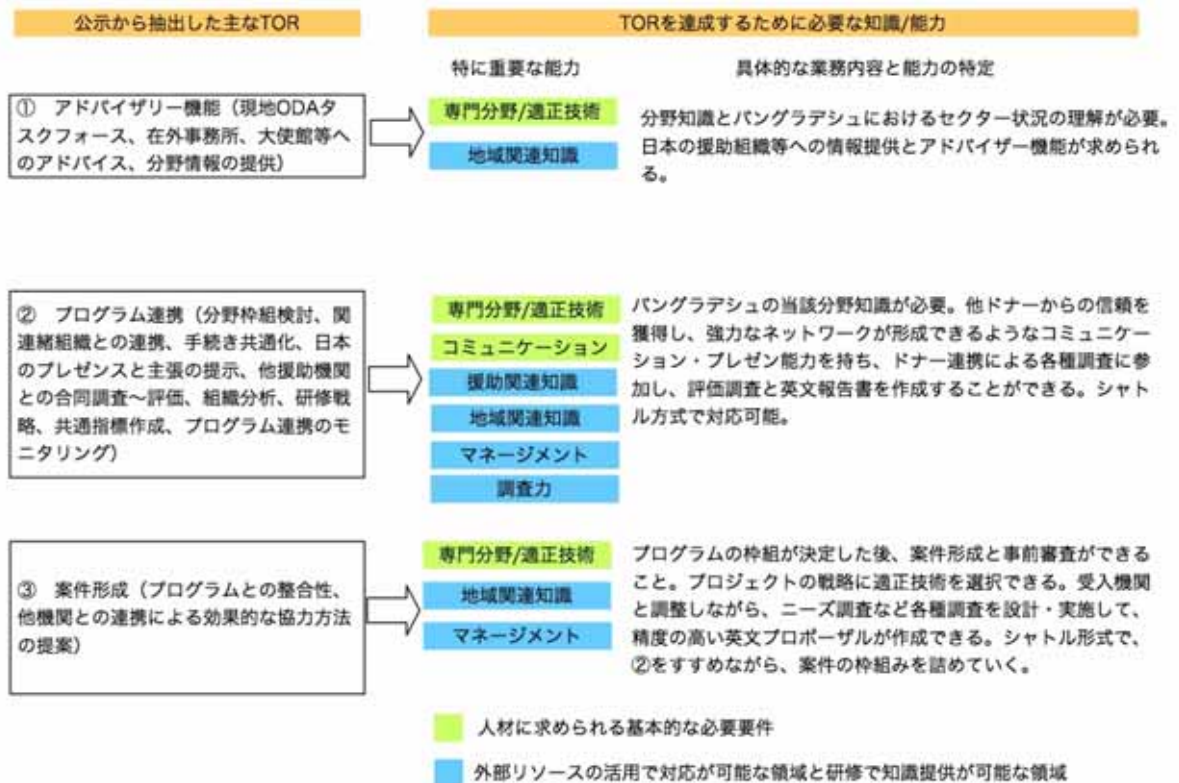 公示から抽出した主なTOR
TORを達成するために必要な知識/能力
特に重要な能力
具体的な業務内容と能力の特定
① アドバイザリー機能（現地ODAタ
スクフォース、在外事務所、大使館等へ
のアドバイス、分野情報の提供）
専門分野/適正技術
地域関連知識
分野知識とバングラデシュにおけるセクター状況の理解が必要。
日本の援助組織等への情報提供とアドバイザー機能が求められ
る。
② プログラム連携（分野枠組検討、関
連緒組織との連携、手続き共通化、日本
のプレゼンスと主張の提示、他援助機関
との合同調査〜評価、組織分析、研修戦
略、共通指標作成、プログラム連携のモ
ニタリング）
専門分野/適正技術
コミュニケーション
援助関連知識
地域関連知識
マネージメント
調査力
バングラデシュの当該分野知識が必要。他ドナーからの信頼を
獲得し、強力なネットワークが形成できるようなコミュニケー
ション・プレゼン能力を持ち、ドナー連携による各種調査に参
加し、評価調査と英文報告書を作成することができる。シャト
ル方式で対応可能。
③ 案件形成（プログラムとの整合性、
他機関との連携による効果的な協力方法
の提案）
専門分野/適正技術
地域関連知識
マネージメント
プログラムの枠組が決定した後、案件形成と事前審査ができる
こと。プロジェクトの戦略に適正技術を選択できる。受入機関
と調整しながら、ニーズ調査など各種調査を設計・実施して、
精度の高い英文プロポーザルが作成できる。シャトル形式で、
②をすすめながら、案件の枠組みを詰めていく。
人材に求められる基本的な必要要件
外部リソースの活用で対応が可能な領域と研修で知識提供が可能な領域